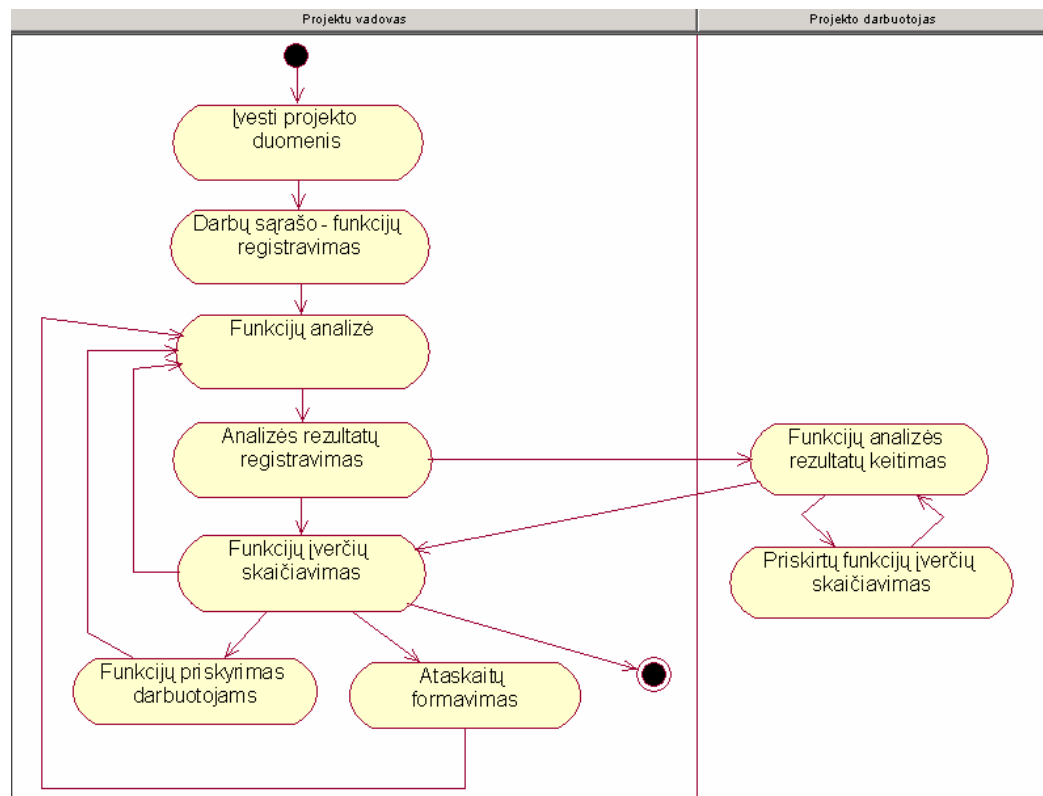 Projektu vadovas
Projekto darbuotojas
Įvesti projekto
duomenis
Darbų sąrašo - funkcijų
registravimas
Funkcijų analizė
Analizės rezultatų
registravimas
Funkcijų analizės
rezultatų keitimas
Funkcijų įverčių
skaičiavimas
Priskirtų funkcijų įverčių
skaičiavimas
Funkcijų priskyrimas
darbuotojams
Ataskaitų
formavimas